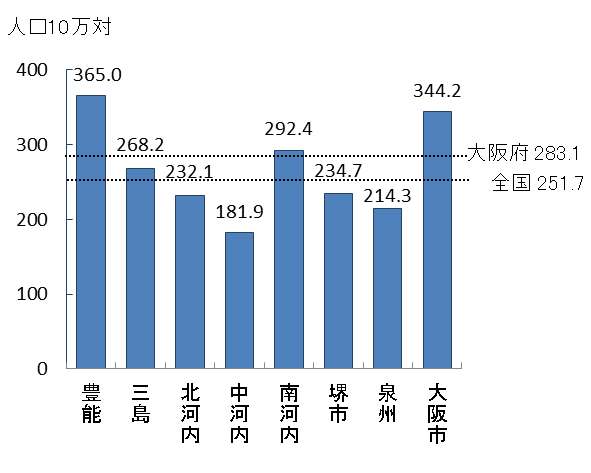 人口10万対
400
300
200
100
0
365.0
268.2
232.1
181.9
292.4
234.7
214.3
344.2
大阪府 283.1
全国 251.7
豊能
三島
北河内
中河内
南河内
堺市
泉州
大阪市